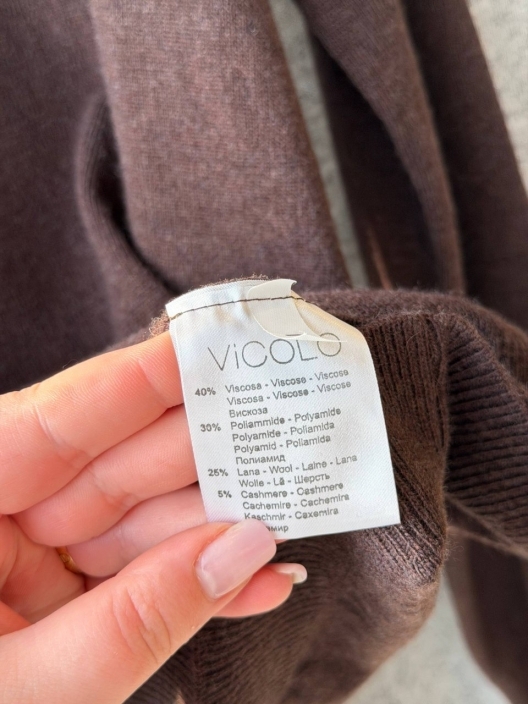 ViCOLO
40% Viscosa - Viscose - Viscose
Viscosa - Viscose - Viscose
Вискоза
30% Poliammide - Polyamide
Polyamide - Poliamida
Polyamid - Poliamida
Полиамид
25% Lana - Wool - Laine - Lana
Wolle - Lã - Шерсть
5% Cashmere - Cashmere
Cachemire - Cachemira
Kaschmir - Caxemira